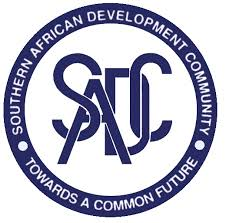 SOUTHERN AFRICAN DEVELOPMENT COMMUNITY
SADC
TOWARDS A COMMON FUTURE